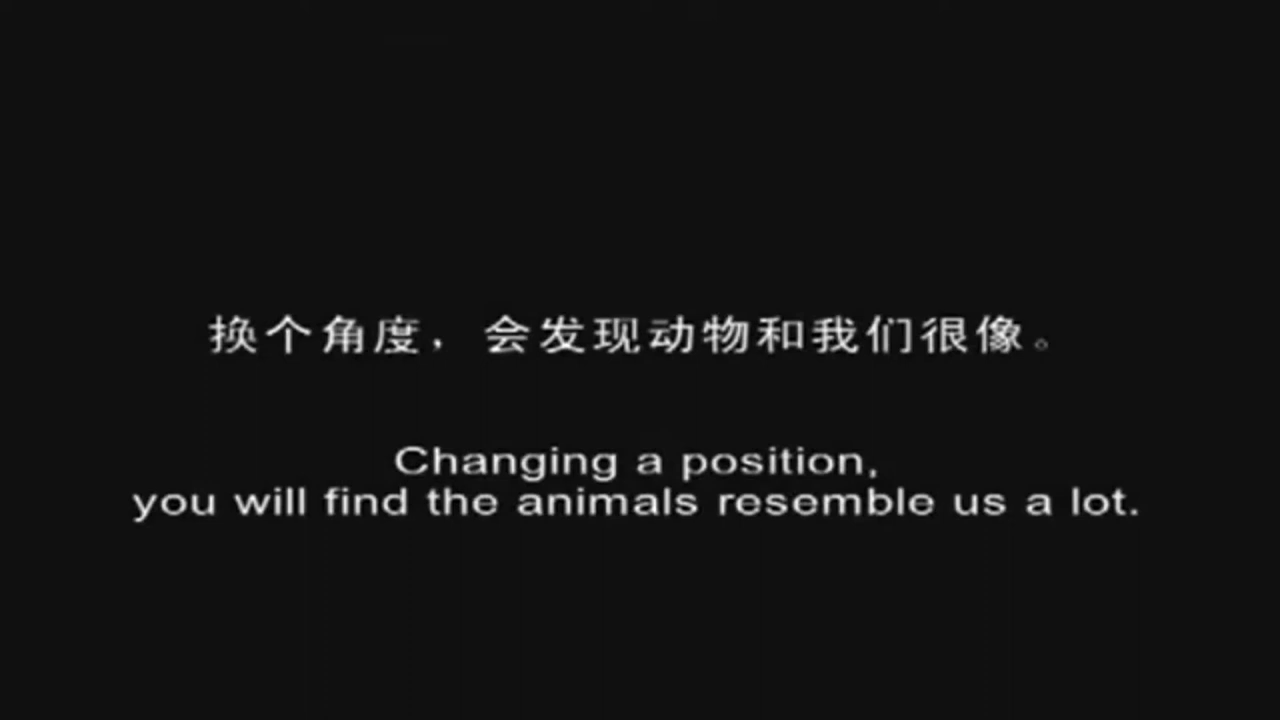 换个角度，会发现动物和我们很像。
Changing a position,
you will find the animals resemble us a lot.